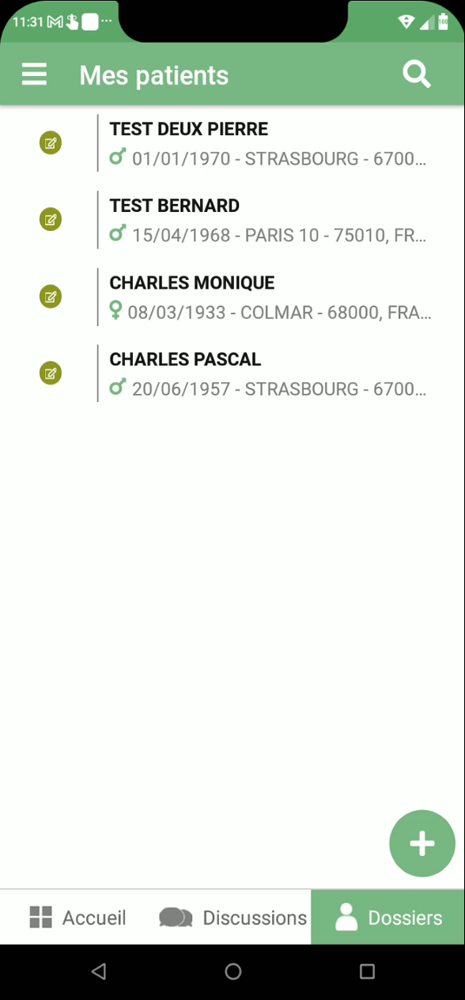 11:31
Mes patients
TEST DEUX PIERRE
01/01/1970 - STRASBOURG - 6700...
TEST BERNARD
15/04/1968 - PARIS 10 - 75010, FR...
CHARLES MONIQUE
08/03/1933 - COLMAR - 68000, FRA...
CHARLES PASCAL
20/06/1957 - STRASBOURG - 6700...
Accueil Discussions Dossiers